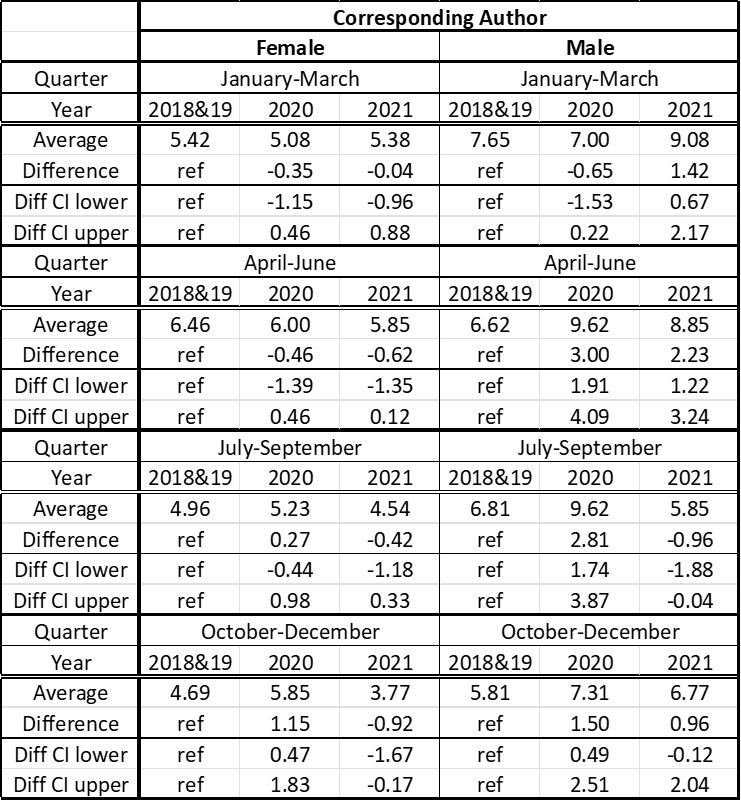 Corresponding Author
Female Male
Quarter January-March January-March
Year 2018&19 2020 2021 2018&19 2020 2021
Average 5.42 5.08 5.38 7.65 7.00 9.08
Difference ref -0.35 -0.04 ref -0.65 1.42
Diff CI lower ref -1.15 -0.96 ref -1.53 0.67
Diff CI upper ref 0.46 0.88 ref 0.22 2.17
Quarter April-June April-June
Year 2018&19 2020 2021 2018&19 2020 2021
Average 6.46 6.00 5.85 6.62 9.62 8.85
Difference ref -0.46 -0.62 ref 3.00 2.23
Diff CI lower ref -1.39 -1.35 ref 1.91 1.22
Diff CI upper ref 0.46 0.12 ref 4.09 3.24
Quarter July-September July-September
Year 2018&19 2020 2021 2018&19 2020 2021
Average 4.96 5.23 4.54 6.81 9.62 5.85
Difference ref 0.27 -0.42 ref 2.81 -0.96
Diff CI lower ref -0.44 -1.18 ref 1.74 -1.88
Diff CI upper ref 0.98 0.33 ref 3.87 -0.04
Quarter October-December October-December
Year 2018&19 2020 2021 2018&19 2020 2021
Average 4.69 5.85 3.77 5.81 7.31 6.77
Difference ref 1.15 -0.92 ref 1.50 0.96
Diff CI lower ref 0.47 -1.67 ref 0.49 -0.12
Diff CI upper ref 1.83 -0.17 ref 2.51 2.04